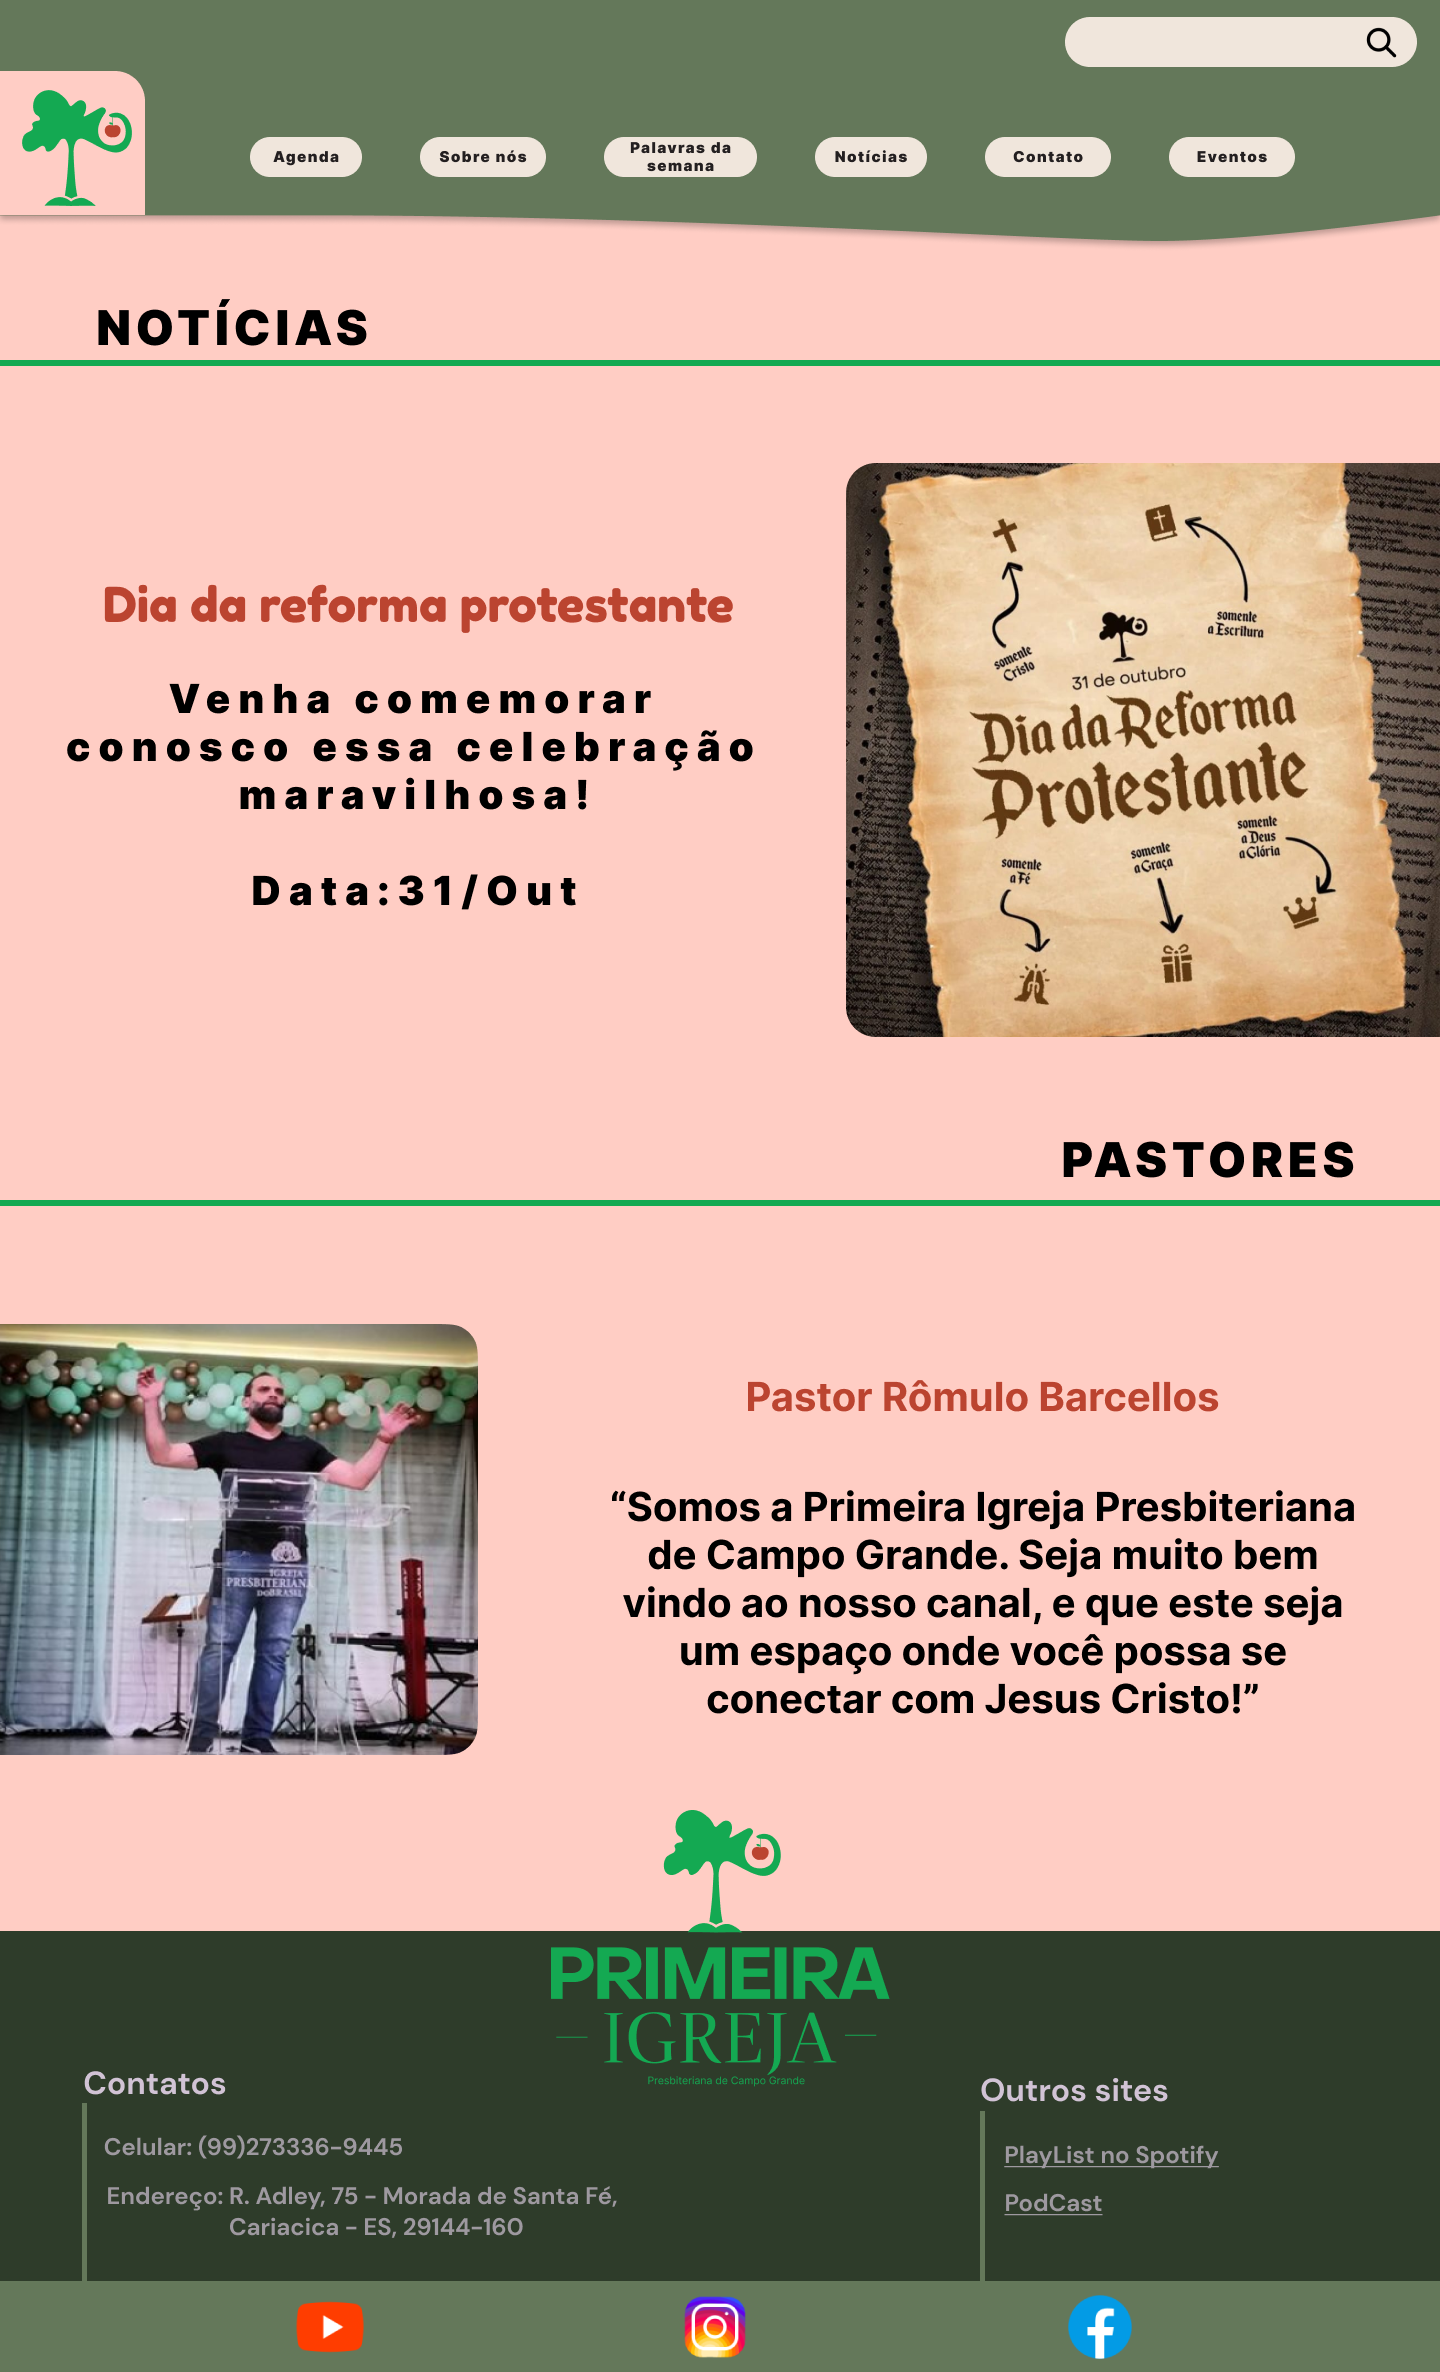 Agenda
Sobre nós
Palavras da
semana
Notícias
Contato
Eventos
NOTÍCIAS
Dia da reforma protestante
Venha comemorar
conosco essa celebração
maravilhosa!
Data:31/Out
somente
Cristo
somente
a Escritura
31 de outubro
Dia da Reforma
Protestante
somente
a Fé
somente
a Graça
somente
a Deus
a Glória
PASTORES
IGREJA
PRESBITERIANA
DO BRASIL
Pastor Rômulo Barcellos
“Somos a Primeira Igreja Presbiteriana
de Campo Grande. Seja muito bem
vindo ao nosso canal, e que este seja
um espaço onde você possa se
conectar com Jesus Cristo!”
PRIMEIRA
IGREJA
Presbiteriana de Campo Grande
Contatos
Celular: (99)273336-9445
Endereço: R. Adley, 75 - Morada de Santa Fé,
Cariacica - ES, 29144-160
Outros sites
PlayList no Spotify
PodCast